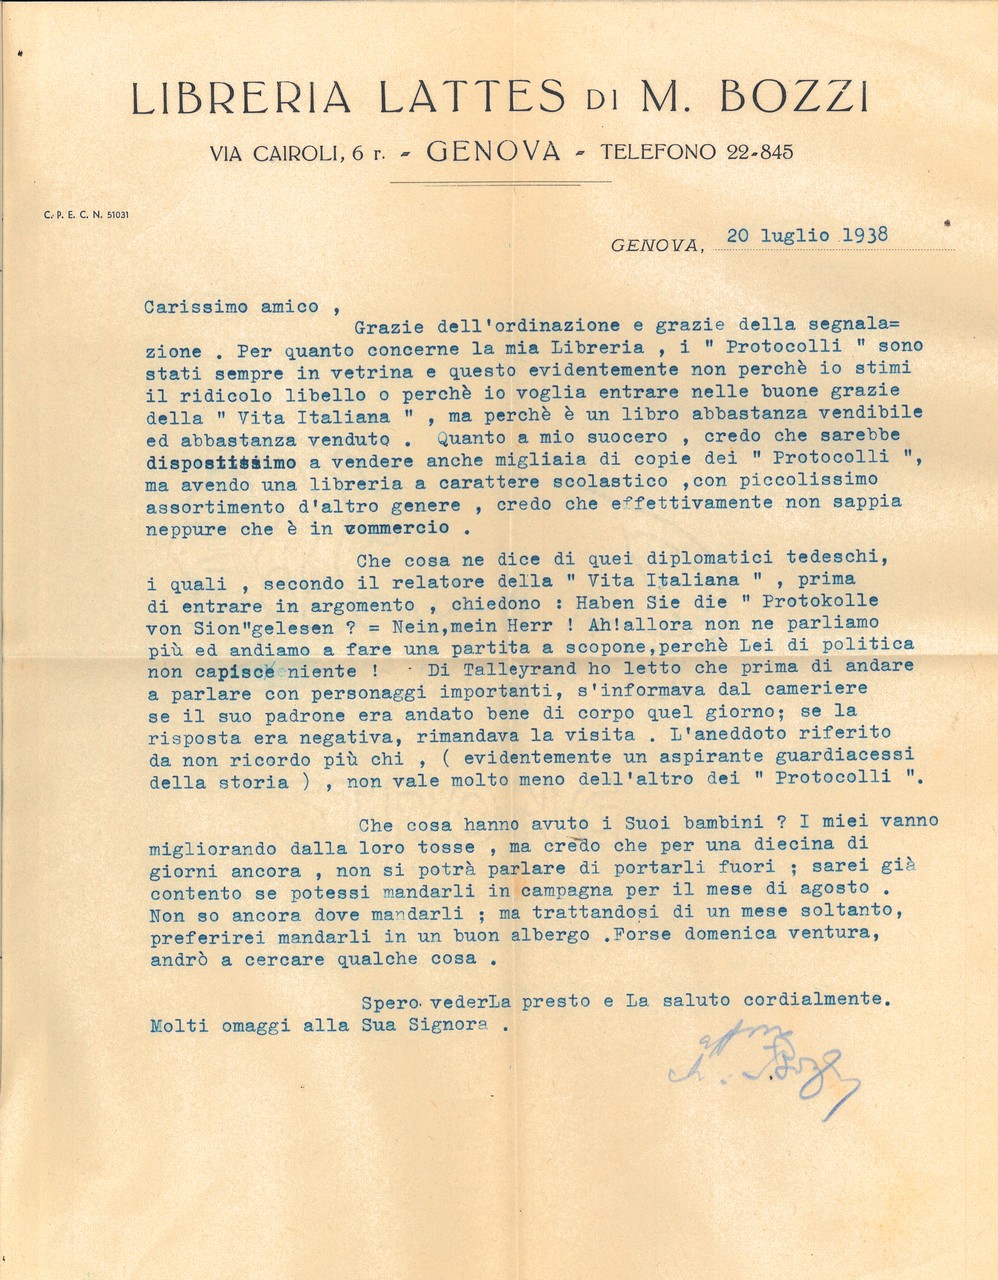 LIBRERIA LATTES DI M. BOZZI
VIA CAIROLI, 6 r. - GENOVA - TELEFONO 22-845
C. P. E. C. N. 51031
GENOVA, 20 luglio 1938
Carissimo amico ,
Grazie dell'ordinazione e grazie della segnala=
zione . Per quanto concerne la mia Libreria , i " Protocolli " sono
stati sempre in vetrina e questo evidentemente non perchè io stimi
il ridicolo libello o perchè io voglia entrare nelle buone grazie
della " Vita Italiana " , ma perchè è un libro abbastanza vendibile
ed abbastanza venduto . Quanto a mio suocero , credo che sarebbe
dispostissimo a vendere anche migliaia di copie dei " Protocolli ",
ma avendo una libreria a carattere scolastico ,con piccolissimo
assortimento d'altro genere , credo che effettivamente non sappia
neppure che è in commercio .
Che cosa ne dice di quei diplomatici tedeschi,
i quali , secondo il relatore della " Vita Italiana " , prima
di entrare in argomento , chiedono : Haben Sie die " Protokolle
von Sion"gelesen ? = Nein,mein Herr ! Ah!allora non ne parliamo
più ed andiamo a fare una partita a scopone,perchè Lei di politica
non capisce niente ! - Di Talleyrand ho letto che prima di andare
a parlare con personaggi importanti, s'informava dal cameriere
se il suo padrone era andato bene di corpo quel giorno; se la
risposta era negativa, rimandava la visita . L'aneddoto riferito
da non ricordo più chi , ( evidentemente un aspirante guardiacessi
della storia ) , non vale molto meno dell'altro dei " Protocolli ".
Che cosa hanno avuto i Suoi bambini ? I miei vanno
migliorando dalla loro tosse , ma credo che per una diecina di
giorni ancora , non si potrà parlare di portarli fuori ; sarei già
contento se potessi mandarli in campagna per il mese di agosto .
Non so ancora dove mandarli ; ma trattandosi di un mese soltanto,
preferirei mandarli in un buon albergo .Forse domenica ventura,
andrò a cercare qualche cosa .
Spero vederLa presto e La saluto cordialmente.
Molti omaggi alla Sua Signora .
Bozzi